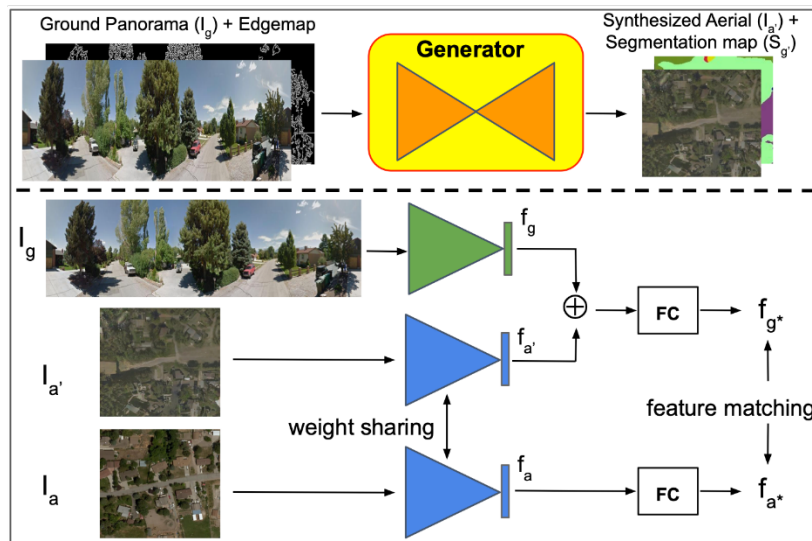 Ground Panorama (I_g) + Edgemap
Generator
Synthesized Aerial (I_a') +
Segmentation map (S_g')
I_g
f_g
FC
f_g*
I_a'
f_a'
weight sharing
feature matching
I_a
f_a
FC
f_a*